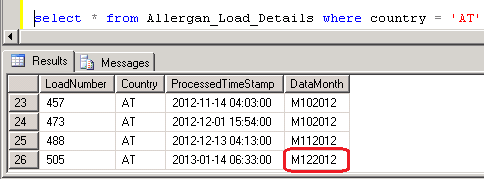 select * from Allergan_Load_Details where country = 'AT'
Results Messages
LoadNumber Country ProcessedTimeStamp DataMonth
23 457 AT 2012-11-14 04:03:00 M102012
24 473 AT 2012-12-01 15:54:00 M102012
25 488 AT 2012-12-13 04:13:00 M112012
26 505 AT 2013-01-14 06:33:00 M122012